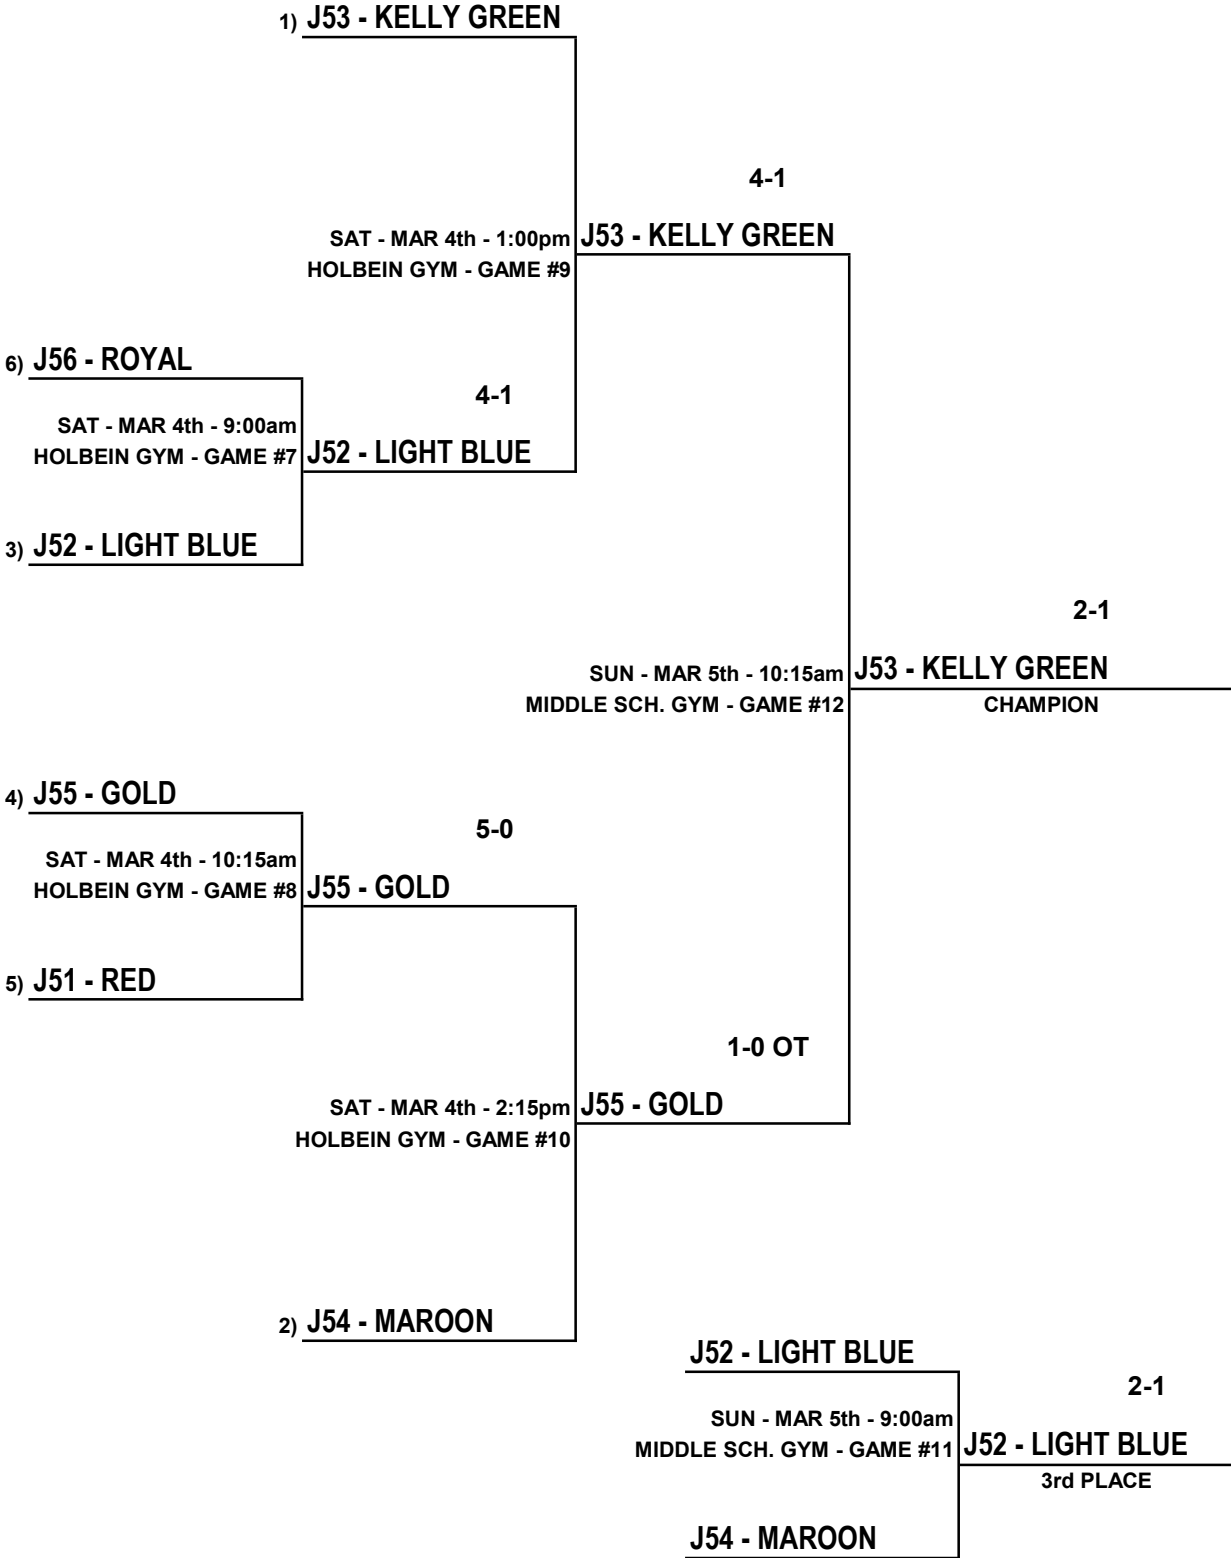 1) J53 - KELLY GREEN
4-1
SAT - MAR 4th - 1:00pm J53 - KELLY GREEN
HOLBEIN GYM - GAME #9
6) J56 - ROYAL
4-1
SAT - MAR 4th - 9:00am
HOLBEIN GYM - GAME #7 J52 - LIGHT BLUE
3) J52 - LIGHT BLUE
2-1
SUN - MAR 5th - 10:15am J53 - KELLY GREEN
MIDDLE SCH. GYM - GAME #12 CHAMPION
4) J55 - GOLD
5-0
SAT - MAR 4th - 10:15am
HOLBEIN GYM - GAME #8 J55 - GOLD
5) J51 - RED
1-0 OT
SAT - MAR 4th - 2:15pm J55 - GOLD
HOLBEIN GYM - GAME #10
2) J54 - MAROON
J52 - LIGHT BLUE
2-1
SUN - MAR 5th - 9:00am
MIDDLE SCH. GYM - GAME #11 J52 - LIGHT BLUE
3rd PLACE
J54 - MAROON